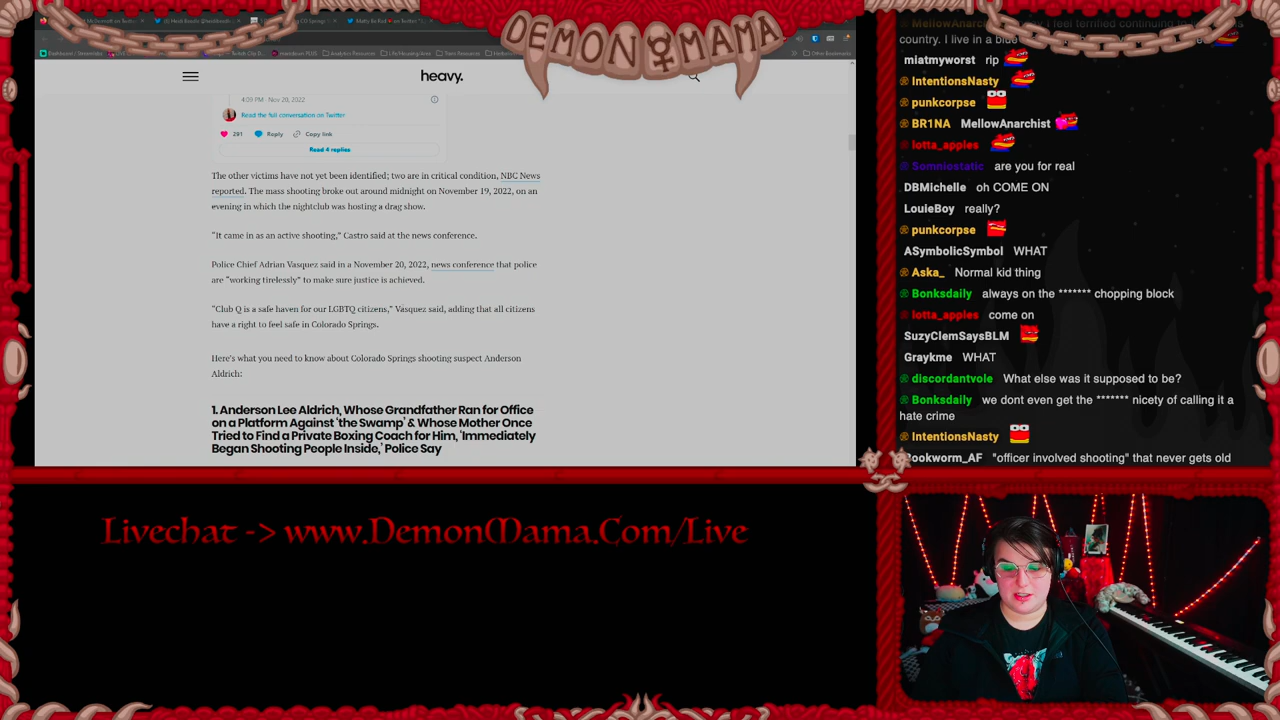 DEMON MAMA
Other Bookmarks
heavy.
4:09 PM · Nov 20, 2022
Read the full conversation on Twitter
291 Reply Copy link
Read 4 replies
The other victims have not yet been identified; two are in critical condition, NBC News
reported. The mass shooting broke out around midnight on November 19, 2022, on an
evening in which the nightclub was hosting a drag show.
"It came in as an active shooting," Castro said at the news conference.
Police Chief Adrian Vasquez said in a November 20, 2022, news conference that police
are "working tirelessly" to make sure justice is achieved.
"Club Q is a safe haven for our LGBTQ citizens," Vasquez said, adding that all citizens
have a right to feel safe in Colorado Springs.
Here's what you need to know about Colorado Springs shooting suspect Anderson
Aldrich:
1. Anderson Lee Aldrich, Whose Grandfather Ran for Office
on a Platform Against 'the Swamp' & Whose Mother Once
Tried to Find a Private Boxing Coach for Him, 'Immediately
Began Shooting People Inside,' Police Say
Livechat -> www.DemonMama.Com/Live
I feel terrified continuing
country. I live in a blue
miatmyworst rip
IntentionsNasty
punkcorpse
BR1NA MellowAnarchist
lotta_apples
Somniostatic are you for real
DBMichelle oh COME ON
LouieBoy really?
punkcorpse
ASymbolicSymbol WHAT
Aska_ Normal kid thing
Bonksdaily always on the ******* chopping block
lotta_apples come on
SuzyClemSaysBLM
Graykme WHAT
discordantvole What else was it supposed to be?
Bonksdaily we dont even get the ******* nicety of calling it a
hate crime
IntentionsNasty
Bookworm_AF "officer involved shooting" that never gets old